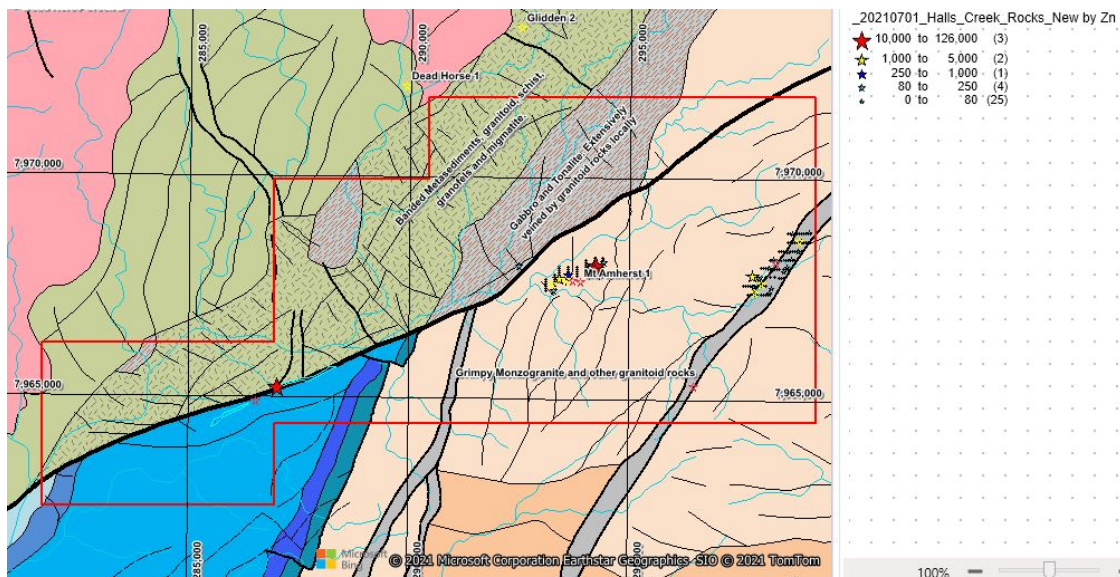 _20210701_Halls_Creek_Rocks_New by Zn
10,000 to 126,000 (3)
1,000 to 5,000 (2)
250 to 1,000 (1)
80 to 250 (4)
0 to 80 (25)
285,000
290,000
295,000
Glidden 2
Dead Horse 1
7,970,000
7,970,000
Banded Metasediments, granitoid, schist,
granofels and migmatite
Gabbro and Tonalite. Extensively
veined by granitoid rocks locally
Mt Amherst 1
Grimpy Monzogranite and other granitoid rocks
7,965,000
7,965,000
285,000
Microsoft
Bing
© 2021 Microsoft Corporation Earthstar Geographics SIO © 2021 TomTom
100%